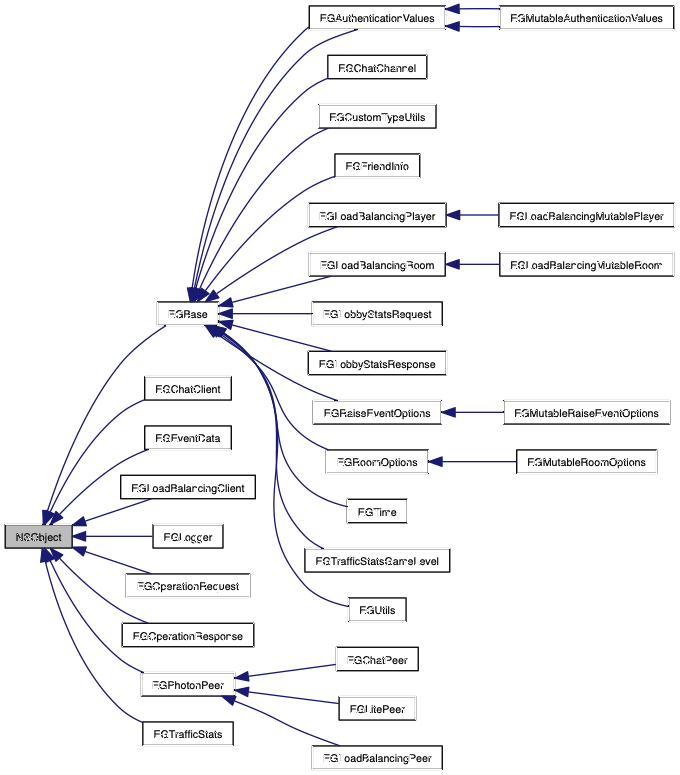 EGAuthenticationValues
EGMutableAuthenticationValues
EGChatChannel
EGCustomTypeUtils
EGFriendInfo
EGLoadBalancingPlayer
EGLoadBalancingMutablePlayer
EGLoadBalancingRoom
EGLoadBalancingMutableRoom
EGBase
EGLobbyStatsRequest
EGLobbyStatsResponse
EGChatClient
EGRaiseEventOptions
EGMutableRaiseEventOptions
EGEventData
EGRoomOptions
EGMutableRoomOptions
EGLoadBalancingClient
EGTime
NSObject
EGLogger
EGTrafficStatsGameLevel
EGOperationRequest
EGUtils
EGOperationResponse
EGChatPeer
EGPhotonPeer
EGLitePeer
EGTrafficStats
EGLoadBalancingPeer